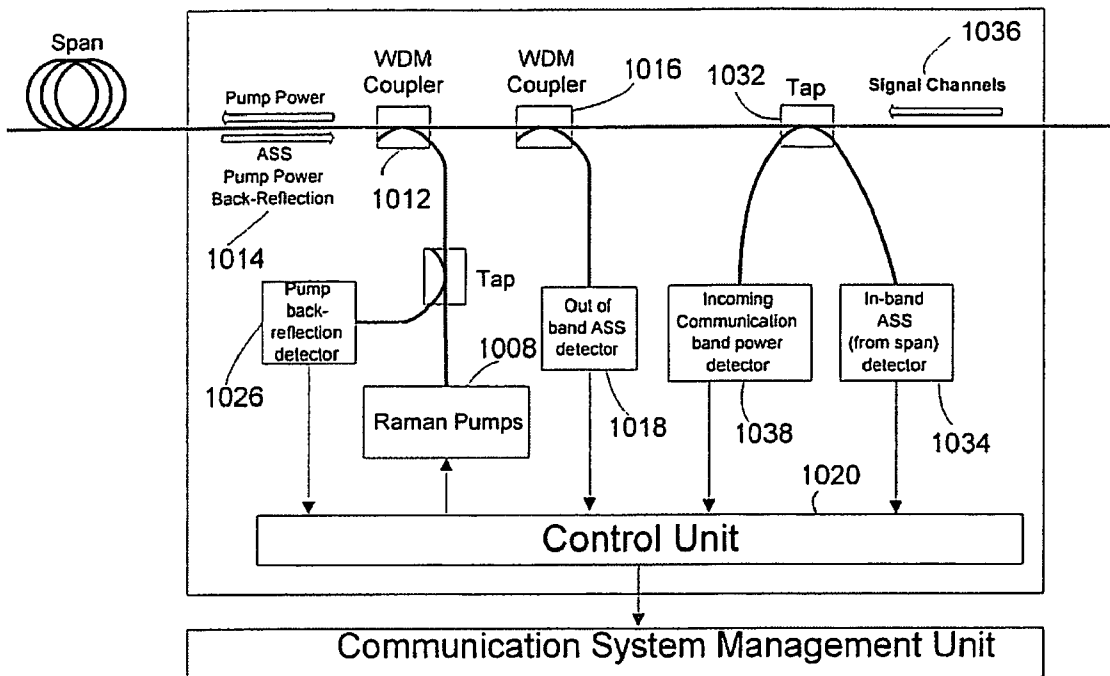 Span
Pump Power
ASS
Pump Power
Back-Reflection
1014
WDM
Coupler
1012
WDM
Coupler
1016
1032
Tap
1036
Signal Channels
Tap
Pump
back-
reflection
detector
1026
1008
Raman Pumps
Out of
band ASS
detector
1018
Incoming
Communication
band power
detector
1038
In-band
ASS
(from span)
detector
1034
1020
Control Unit
Communication System Management Unit